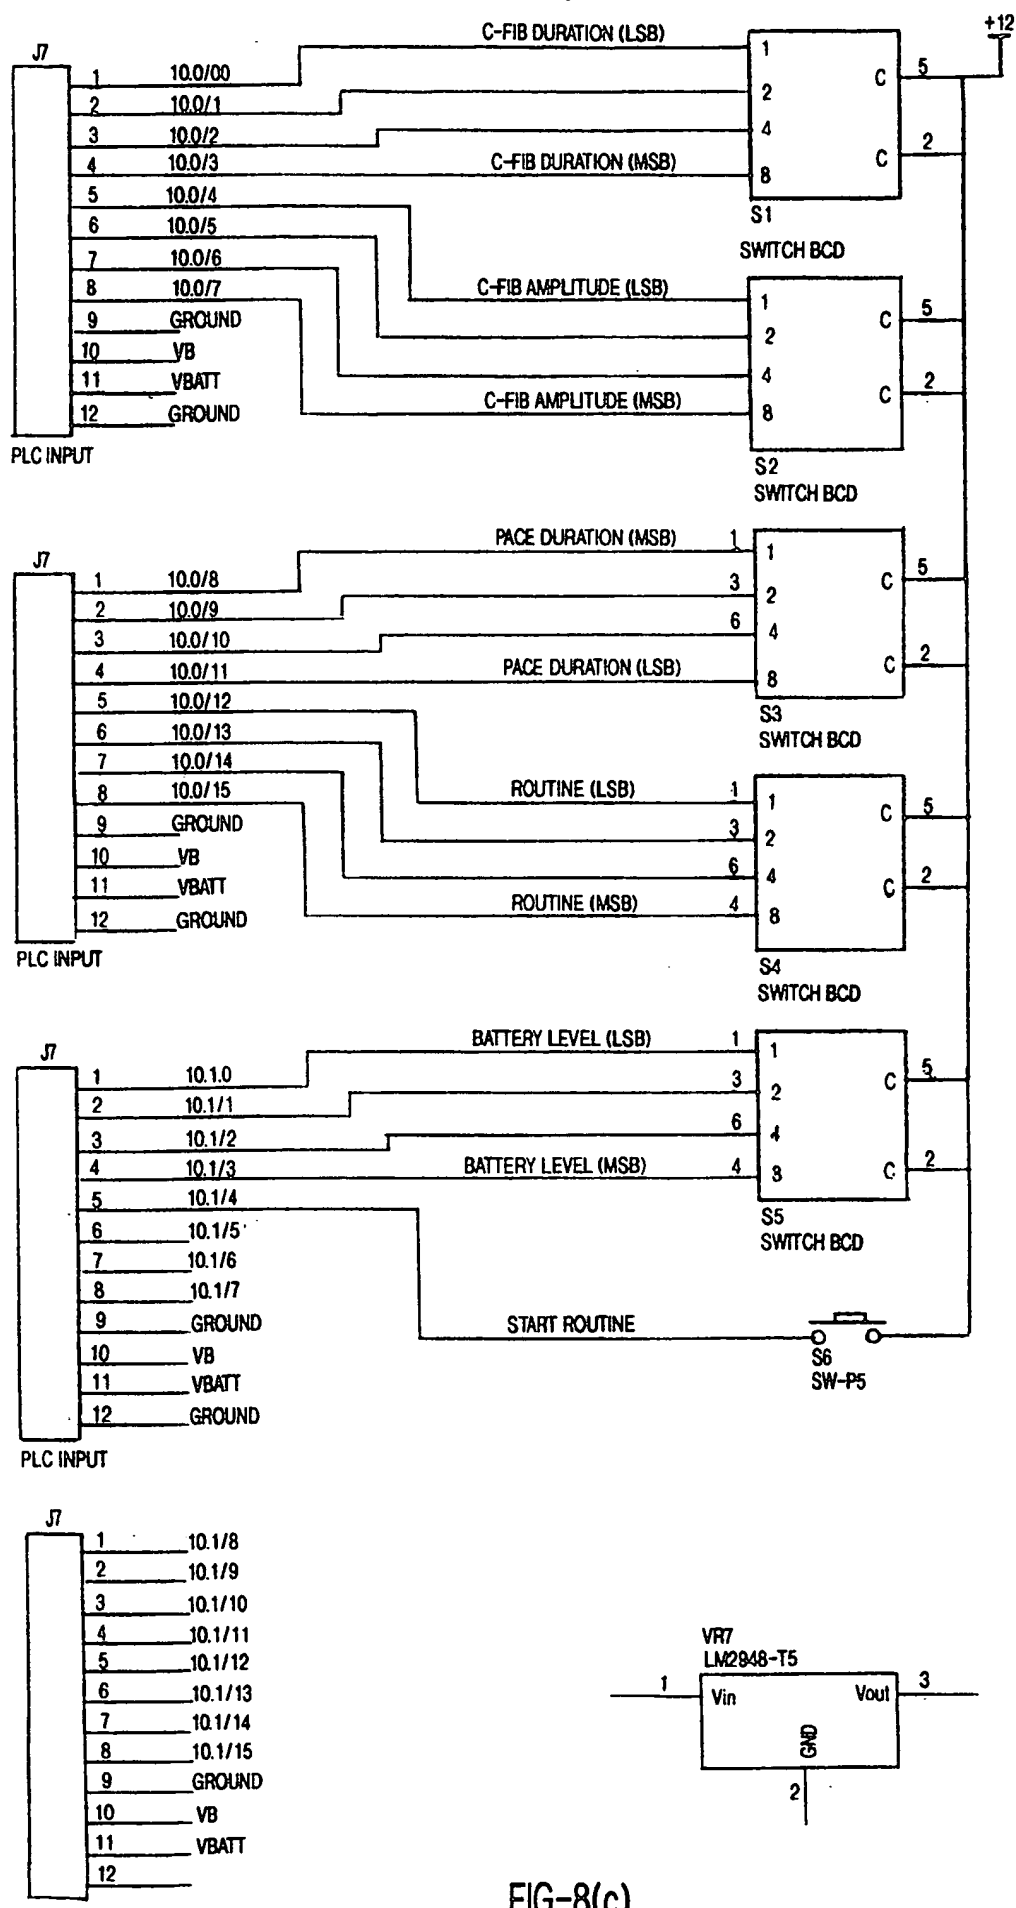 C-FIB DURATION (LSB)
+12
J7
1 10.0/00
2 10.0/1
3 10.0/2
4 10.0/3
5 10.0/4
6 10.0/5
7 10.0/6
8 10.0/7
9 GROUND
10 VB
11 VBATT
12 GROUND
PLC INPUT
C-FIB DURATION (MSB)
1
2
4
8
C 5
C 2
S1
SWITCH BCD
C-FIB AMPLITUDE (LSB)
C-FIB AMPLITUDE (MSB)
1
2
4
8
C 5
C 2
S2
SWITCH BCD
J7
1 10.0/8
2 10.0/9
3 10.0/10
4 10.0/11
5 10.0/12
6 10.0/13
7 10.0/14
8 10.0/15
9 GROUND
10 VB
11 VBATT
12 GROUND
PLC INPUT
PACE DURATION (MSB) 1
3
6
PACE DURATION (LSB)
1
2
4
8
C 5
C 2
S3
SWITCH BCD
ROUTINE (LSB) 1
3
6
ROUTINE (MSB) 4
1
2
4
8
C 5
C 2
S4
SWITCH BCD
J7
1 10.1.0
2 10.1/1
3 10.1/2
4 10.1/3
5 10.1/4
6 10.1/5
7 10.1/6
8 10.1/7
9 GROUND
10 VB
11 VBATT
12 GROUND
PLC INPUT
BATTERY LEVEL (LSB) 1
3
6
BATTERY LEVEL (MSB) 4
1
2
4
8
C 5
C 2
S5
SWITCH BCD
START ROUTINE
S6
SW-P5
J7
1 10.1/8
2 10.1/9
3 10.1/10
4 10.1/11
5 10.1/12
6 10.1/13
7 10.1/14
8 10.1/15
9 GROUND
10 VB
11 VBATT
12
VR7
LM2948-T5
1 Vin Vout 3
GND
2
FIG-8(c)